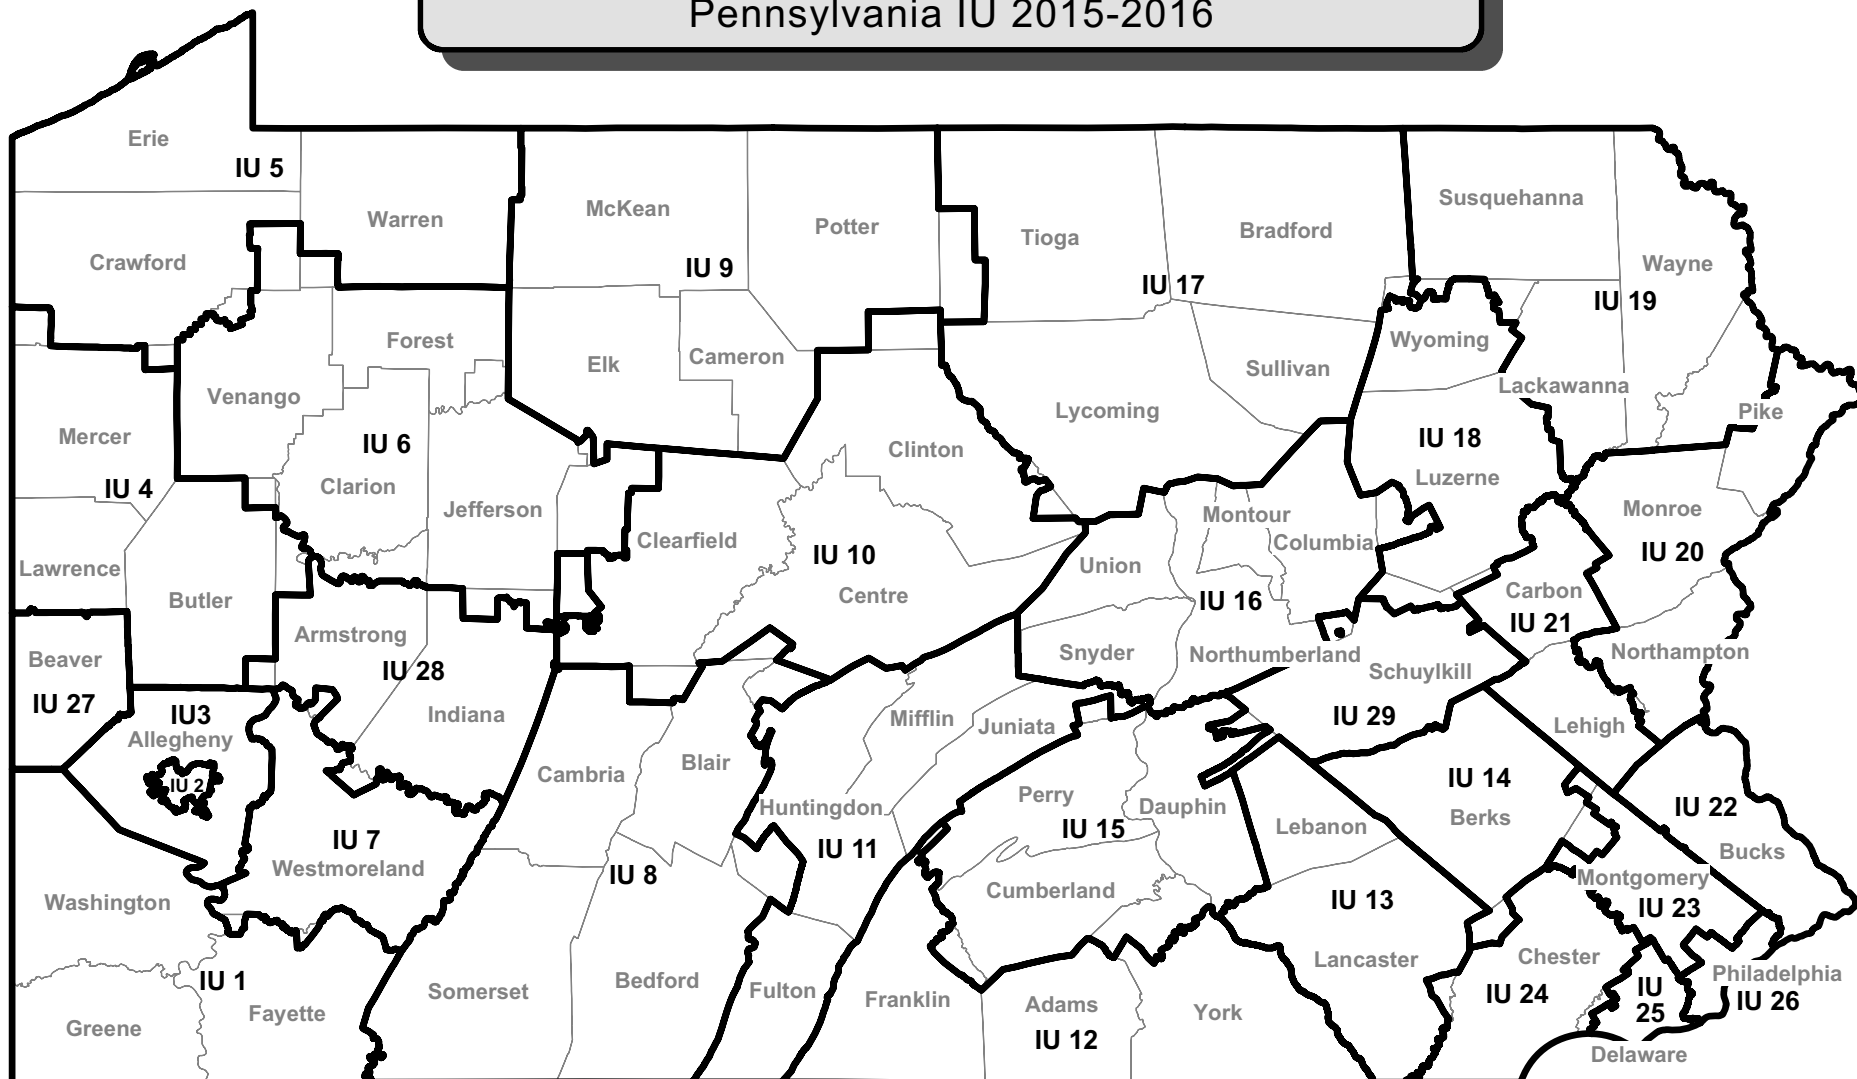 Pennsylvania IU 2015-2016
Erie
IU 5
Warren
McKean
Potter
Tioga
Bradford
Susquehanna
Crawford
IU 9
IU 17
Wayne
IU 19
Forest
Elk
Cameron
Sullivan
Wyoming
Venango
Lycoming
Lackawanna
Pike
Mercer
IU 6
Clinton
IU 18
IU 4
Clarion
Luzerne
Jefferson
Montour
Monroe
Clearfield
IU 10
Columbia
IU 20
Lawrence
Butler
Centre
Union
IU 16
Carbon
IU 21
Armstrong
Beaver
IU 28
Snyder
Northumberland
Schuylkill
Northampton
IU 27
IU3
Allegheny
Indiana
Mifflin
Juniata
IU 29
Lehigh
IU 2
Cambria
Blair
Huntingdon
Perry
Dauphin
IU 14
Berks
IU 22
IU 7
Westmoreland
IU 11
IU 15
Lebanon
Bucks
IU 8
Cumberland
Montgomery
Washington
IU 13
IU 23
IU 1
Somerset
Bedford
Fulton
Franklin
Lancaster
Chester
Philadelphia
Greene
Fayette
Adams
IU 12
York
IU 24
IU
25
IU 26
Delaware